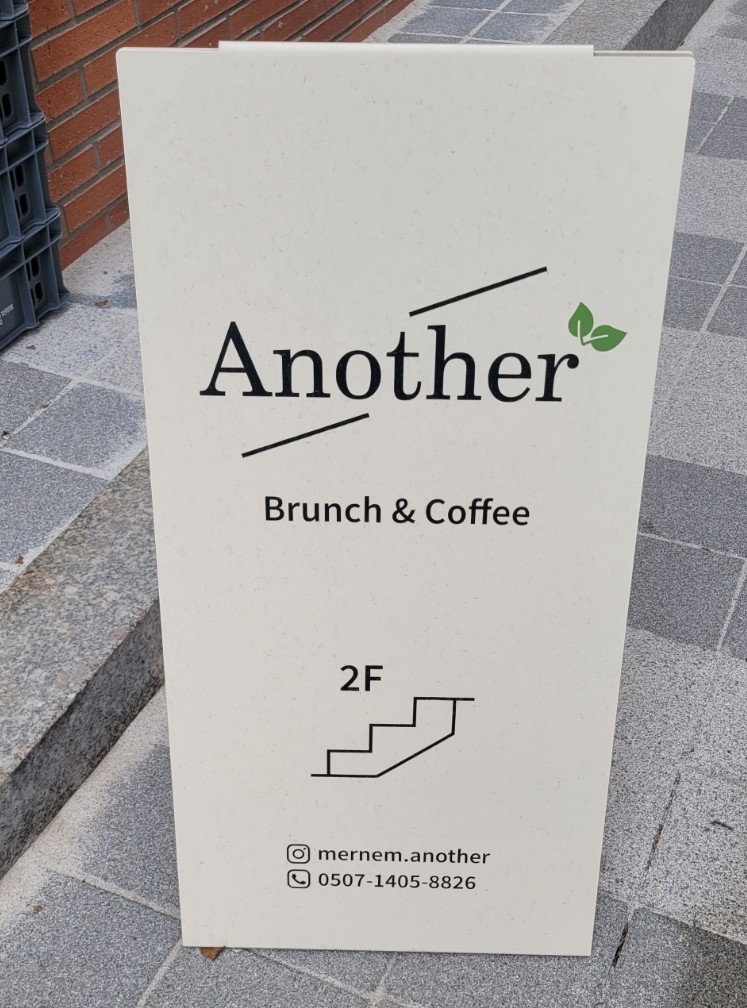 Another
Brunch & Coffee
2F
mernem.another
0507-1405-8826